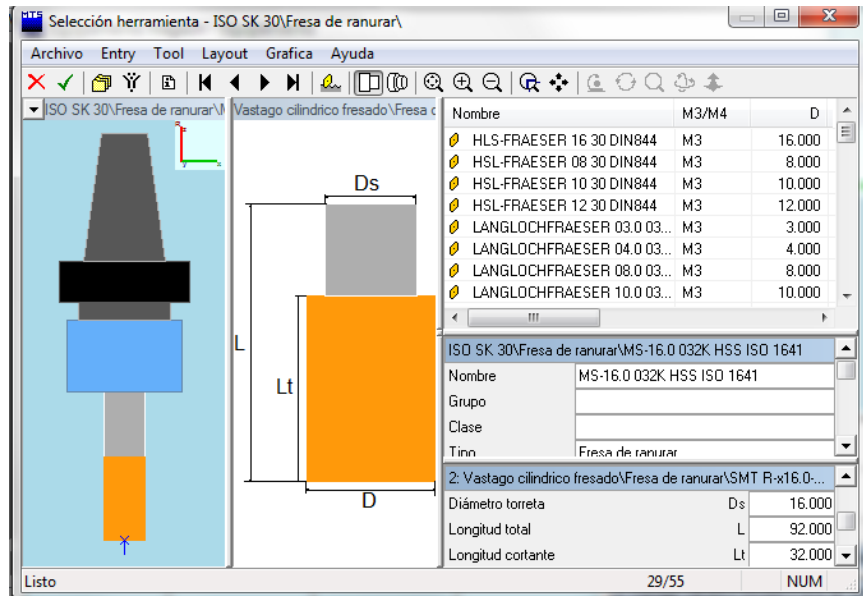 MTS Selección herramienta - ISO SK 30\Fresa de ranurar\
Archivo Entry Tool Layout Grafica Ayuda
ISO SK 30\Fresa de ranurar\
Vastago cilindrico fresado\Fresa
Ds
L
Lt
D
Nombre M3/M4 D
HLS-FRAESER 16 30 DIN844 M3 16.000
HSL-FRAESER 08 30 DIN844 M3 8.000
HSL-FRAESER 10 30 DIN844 M3 10.000
HSL-FRAESER 12 30 DIN844 M3 12.000
LANGLOCHFRAESER 03.0 03... M3 3.000
LANGLOCHFRAESER 04.0 03... M3 4.000
LANGLOCHFRAESER 08.0 03... M3 8.000
LANGLOCHFRAESER 10.0 03... M3 10.000
ISO SK 30\Fresa de ranurar\MS-16.0 032K HSS ISO 1641
Nombre MS-16.0 032K HSS ISO 1641
Grupo
Clase
Tipo Fresa de ranurar
2: Vastago cilindrico fresado\Fresa de ranurar\SMT R-x16.0-...
Diámetro torreta Ds 16.000
Longitud total L 92.000
Longitud cortante Lt 32.000
Listo 29/55 NUM